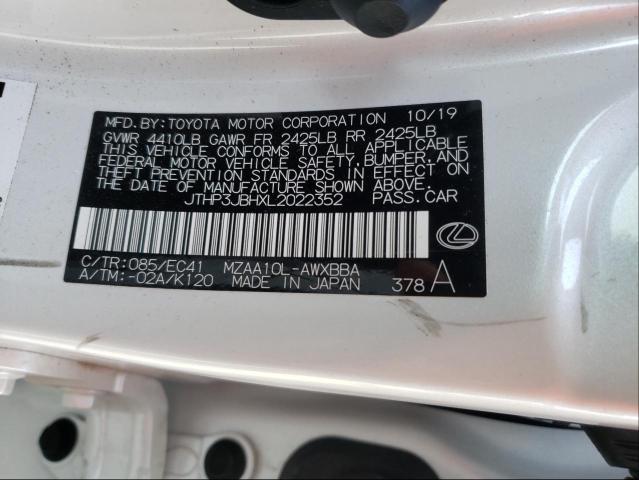 MFD. BY: TOYOTA MOTOR CORPORATION 10/19
GVWR 4410LB GAWR FR 2425LB RR 2425LB
THIS VEHICLE CONFORMS TO ALL APPLICABLE
FEDERAL MOTOR VEHICLE SAFETY, BUMPER, AND
THEFT PREVENTION STANDARDS IN EFFECT ON
THE DATE OF MANUFACTURE SHOWN ABOVE.
JTHP3JBHXL2022352 PASS.CAR
C/TR: 085/EC41 MZAA10L-AWXBBA
A/TM: -02A/K120 MADE IN JAPAN 378 A